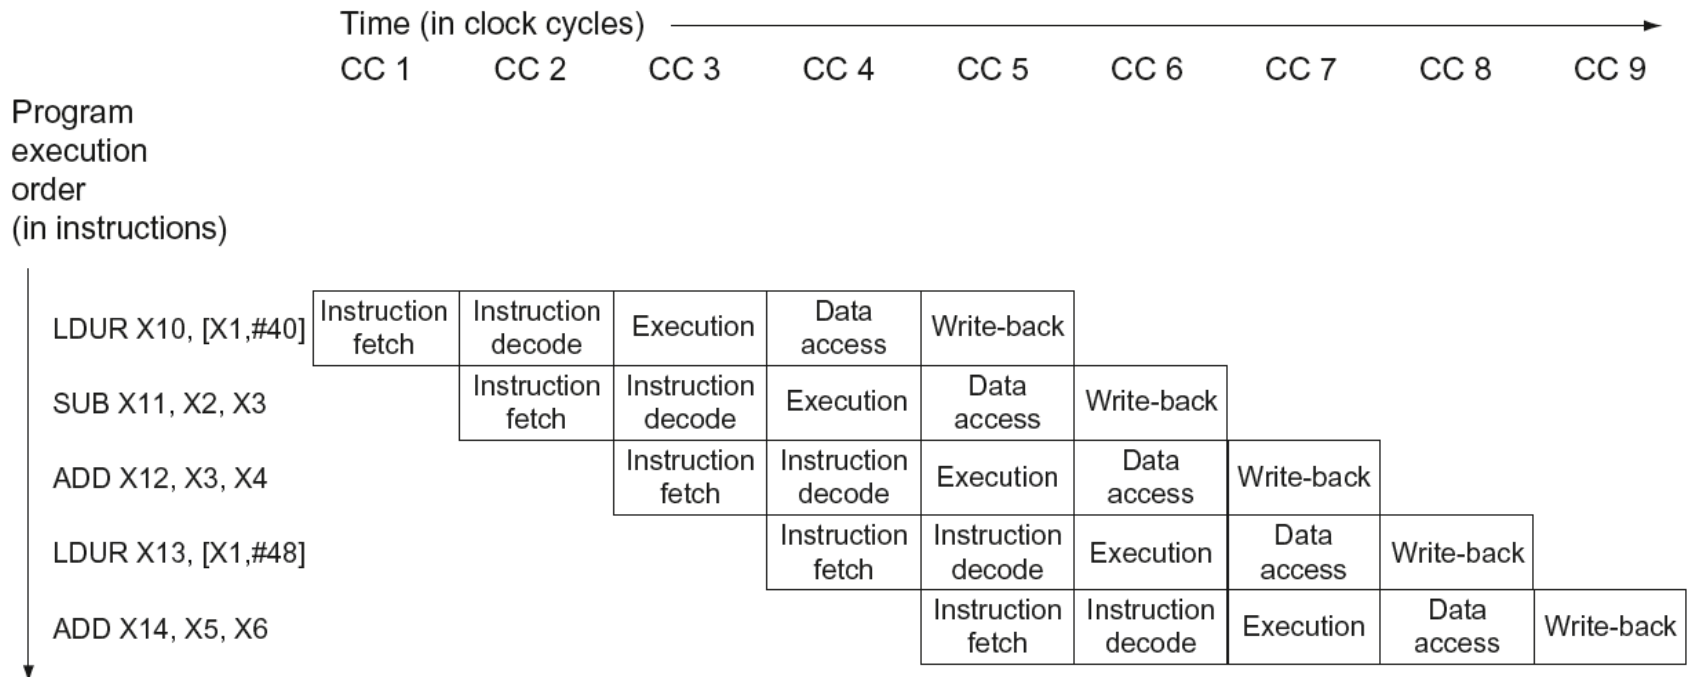 Time (in clock cycles)
CC 1 CC 2 CC 3 CC 4 CC 5 CC 6 CC 7 CC 8 CC 9
Program
execution
order
(in instructions)
LDUR X10, [X1,#40] Instruction fetch Instruction decode Execution Data access Write-back
SUB X11, X2, X3 Instruction fetch Instruction decode Execution Data access Write-back
ADD X12, X3, X4 Instruction fetch Instruction decode Execution Data access Write-back
LDUR X13, [X1,#48] Instruction fetch Instruction decode Execution Data access Write-back
ADD X14, X5, X6 Instruction fetch Instruction decode Execution Data access Write-back